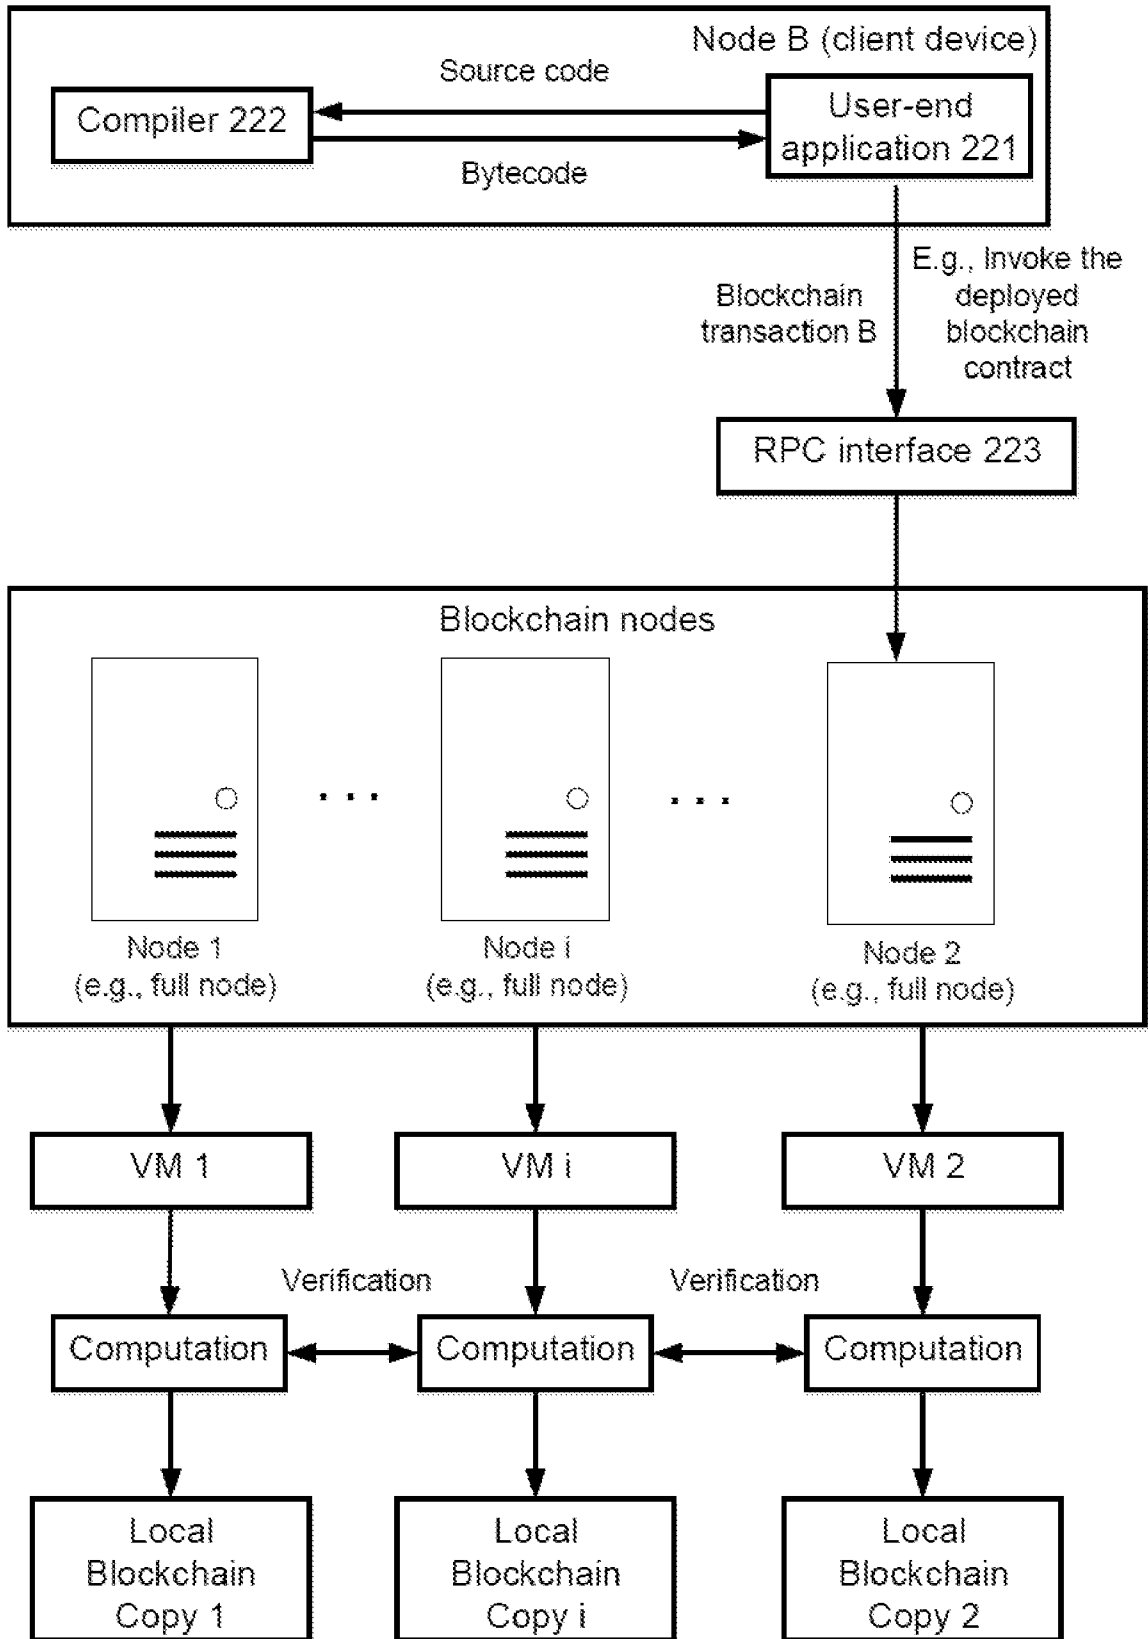 Node B (client device)
Source code
Compiler 222
User-end
application 221
Bytecode
Blockchain
transaction B
E.g., Invoke the
deployed
blockchain
contract
RPC interface 223
Blockchain nodes
. . .
. . .
Node 1
(e.g., full node)
Node i
(e.g., full node)
Node 2
(e.g., full node)
VM 1
VM i
VM 2
Verification
Verification
Computation
Computation
Computation
Local
Blockchain
Copy 1
Local
Blockchain
Copy i
Local
Blockchain
Copy 2